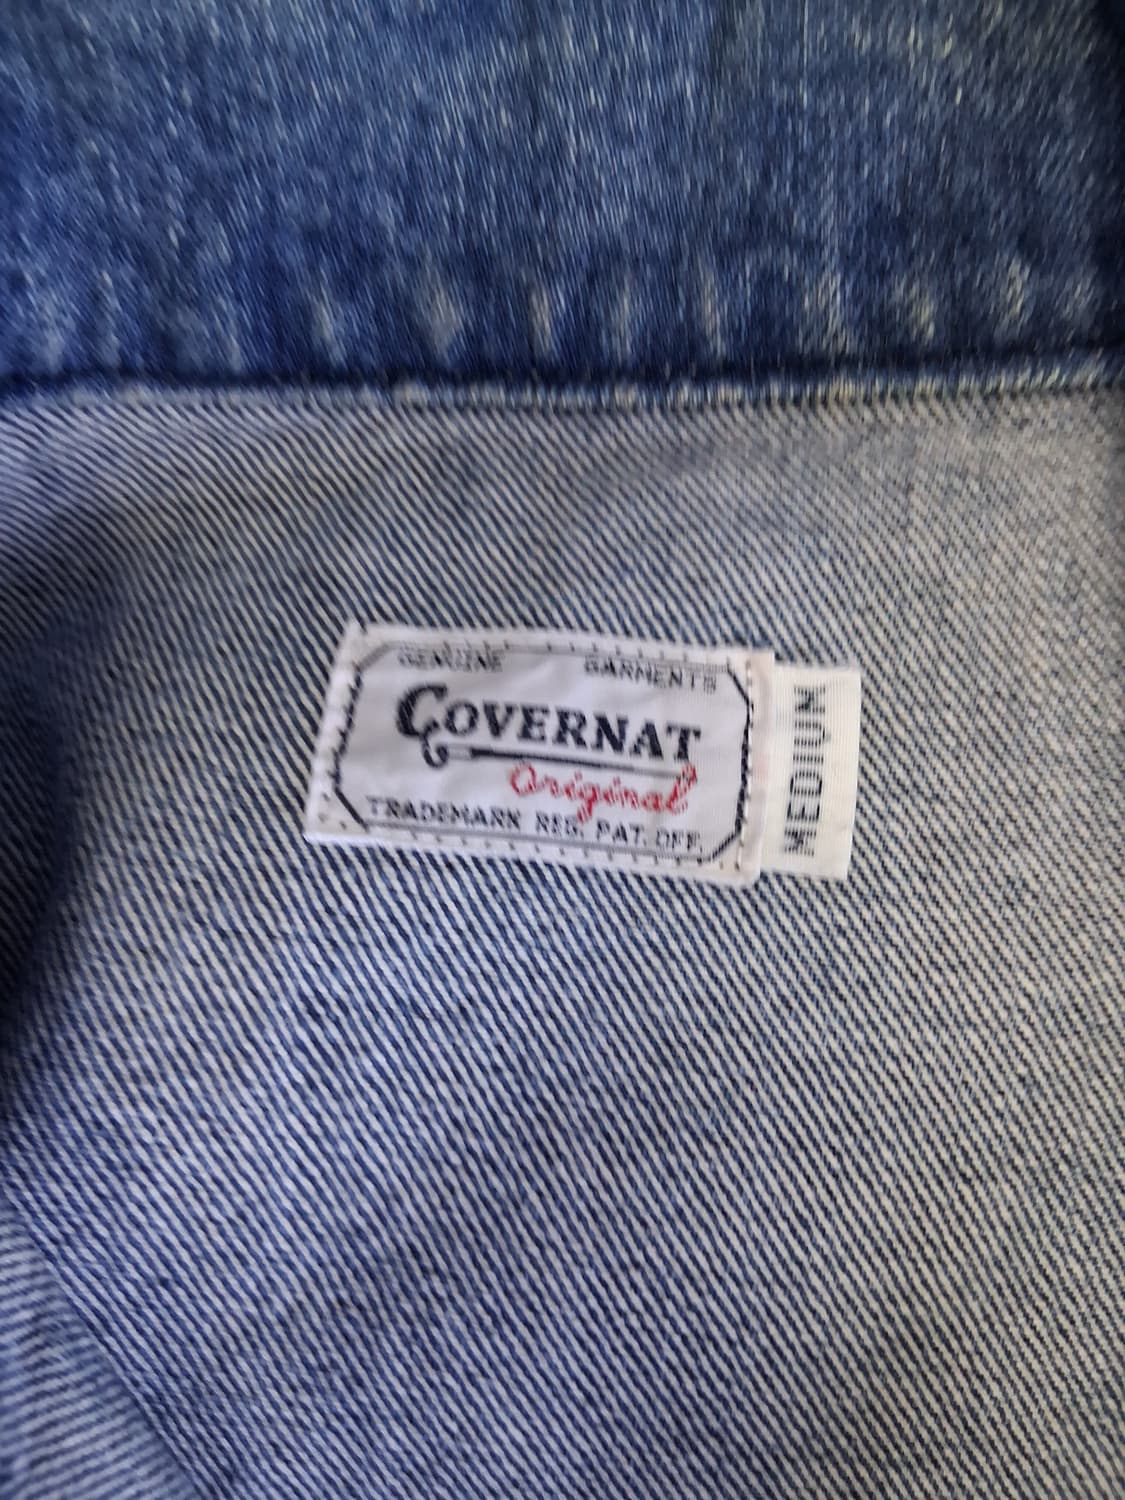 GENUINE GARMENTS
COVERNAT
Original
TRADEMARK REG. PAT. OFF.
MEDIUM